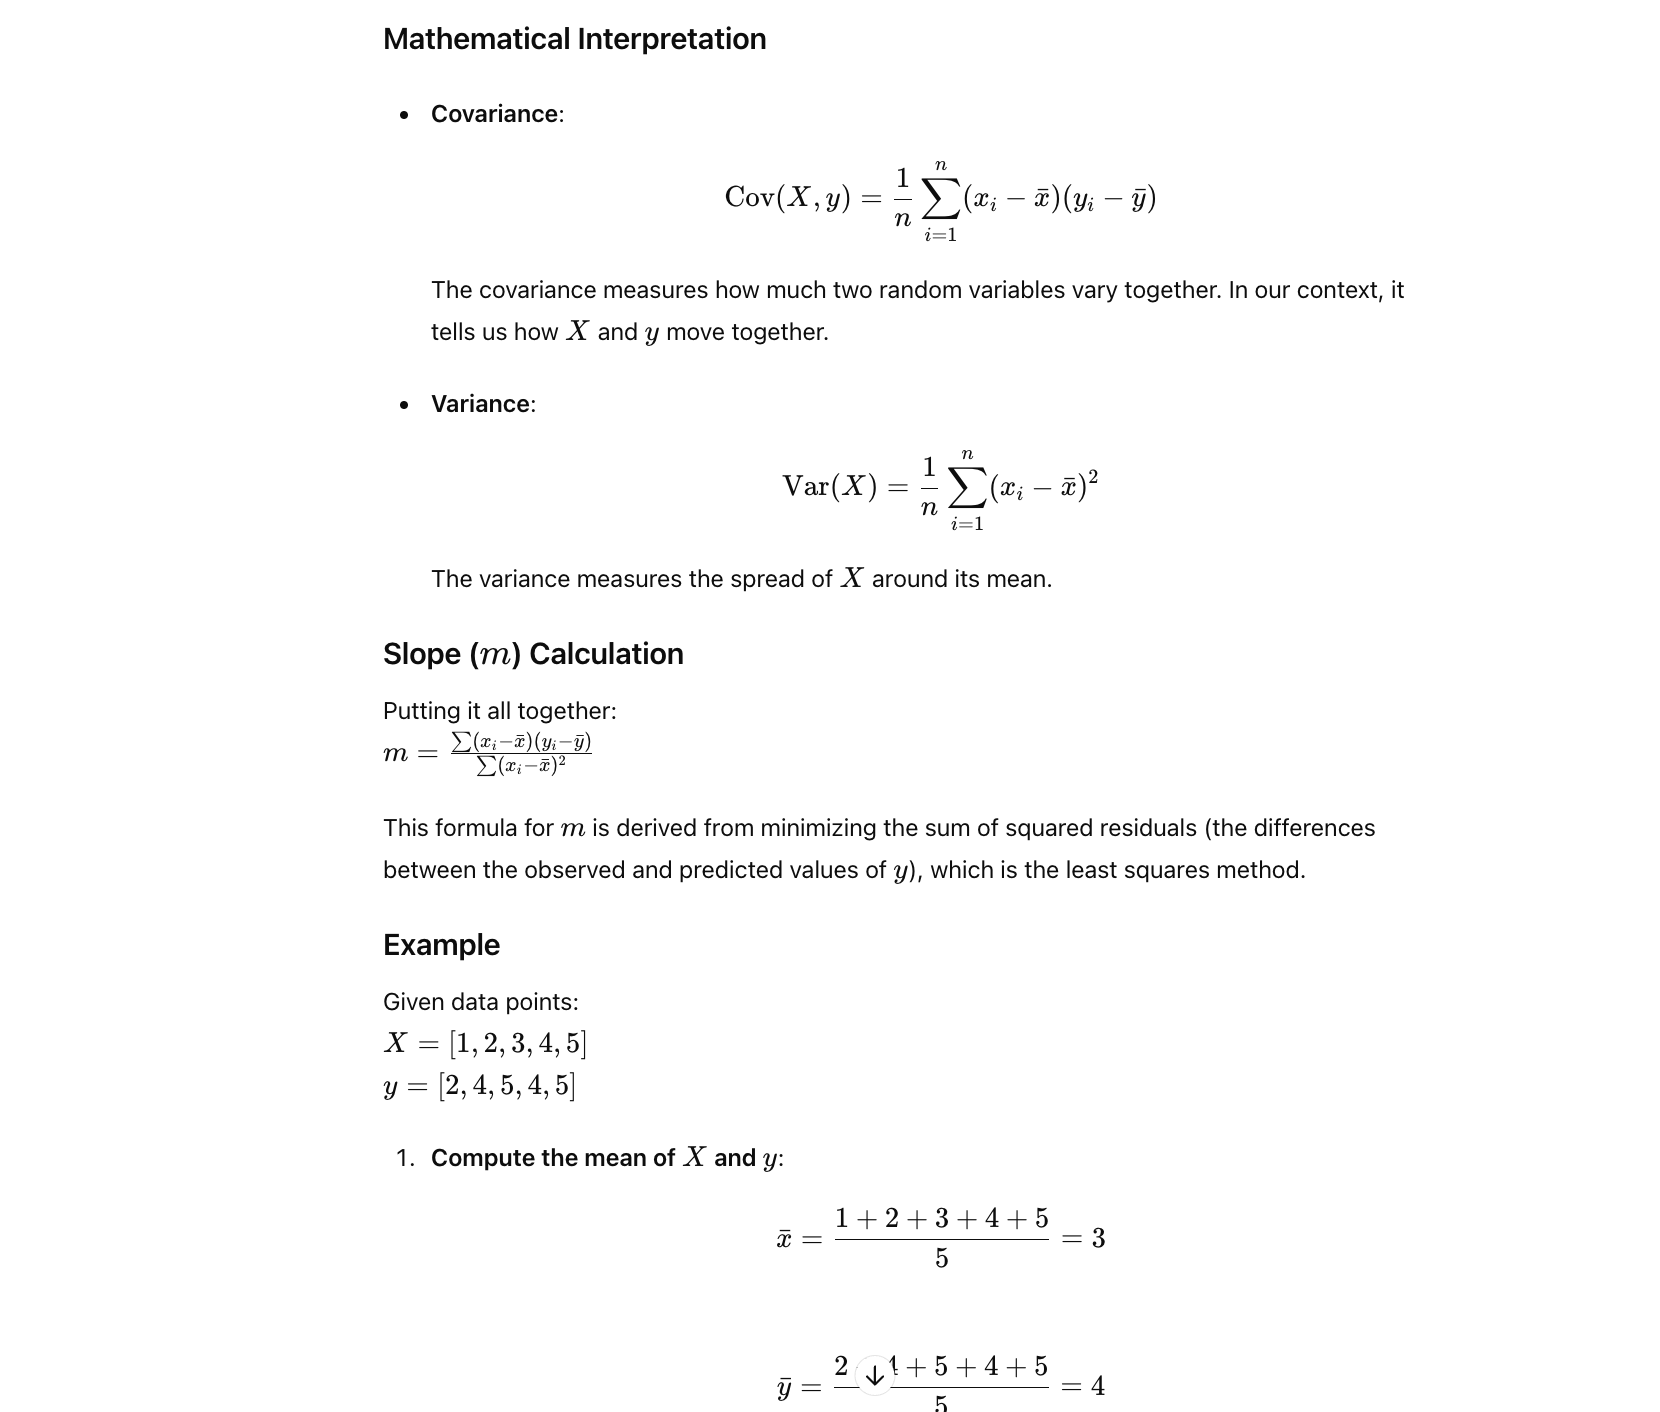 Mathematical Interpretation
• Covariance:
Cov(X, y) = \frac{1}{n} \sum_{i=1}^{n} (x_i − \bar{x})(y_i − \bar{y})
The covariance measures how much two random variables vary together. In our context, it
tells us how X and y move together.
• Variance:
Var(X) = \frac{1}{n} \sum_{i=1}^{n} (x_i − \bar{x})^2
The variance measures the spread of X around its mean.
Slope (m) Calculation
Putting it all together:
m = \frac{\sum(x_i−\bar{x})(y_i−\bar{y})}{\sum(x_i−\bar{x})^2}
This formula for m is derived from minimizing the sum of squared residuals (the differences
between the observed and predicted values of y), which is the least squares method.
Example
Given data points:
X = [1, 2, 3, 4, 5]
y = [2, 4, 5, 4, 5]
1. Compute the mean of X and y:
\bar{x} = \frac{1 + 2 + 3 + 4 + 5}{5} = 3
\bar{y} = \frac{2 4 + 5 + 4 + 5}{5} = 4